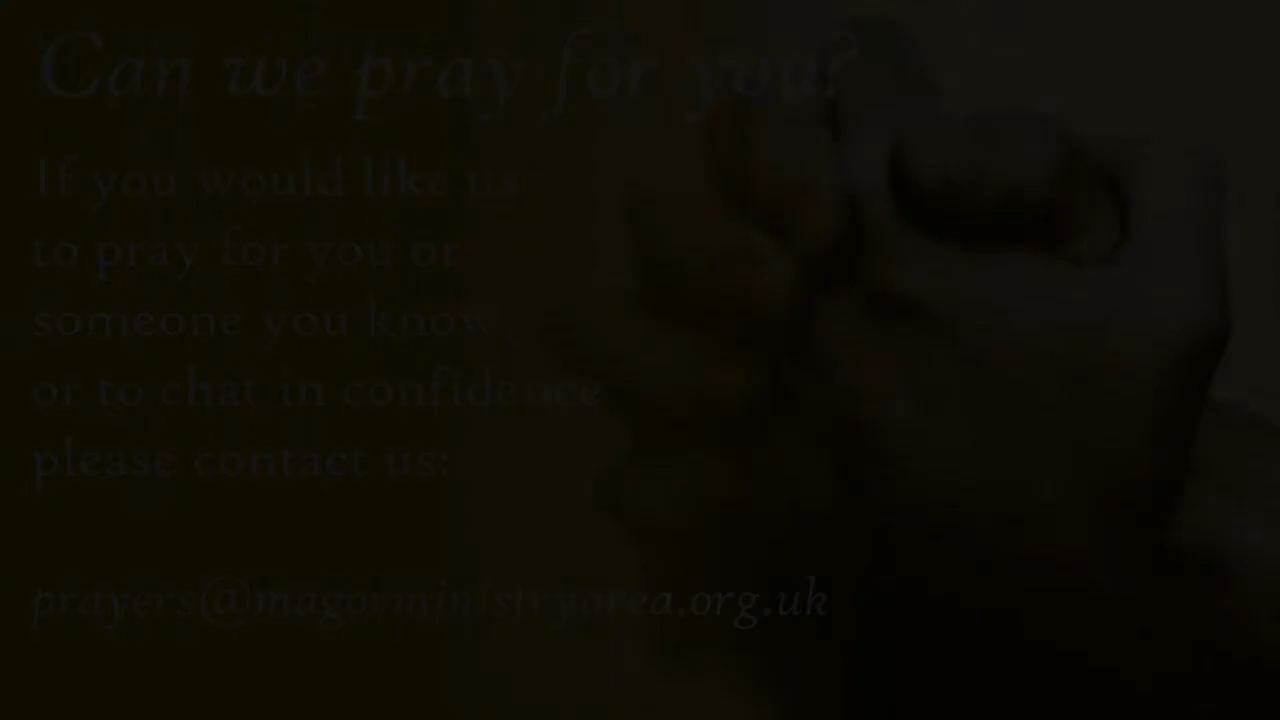 Can we pray for you?
If you would like us
to pray for you or
someone you know
or to chat in confidence
please contact us:
prayers@magorministryarea.org.uk